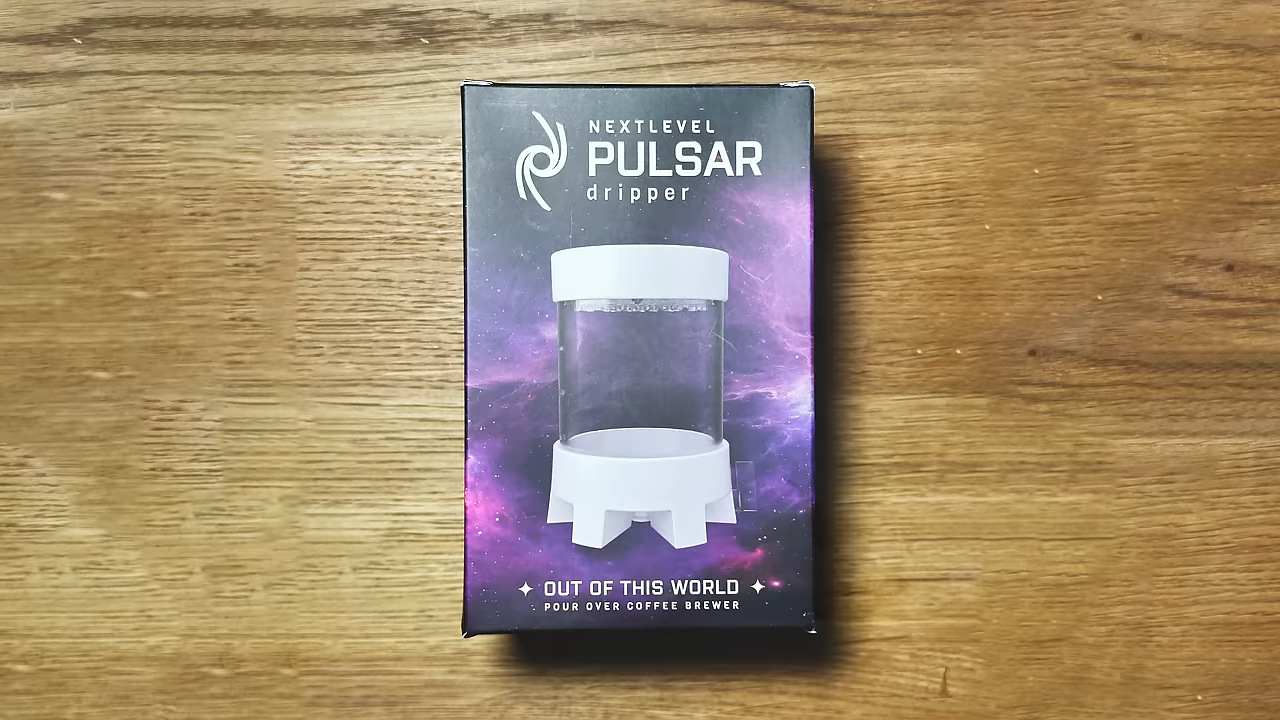 NEXTLEVEL
PULSAR
dripper
OUT OF THIS WORLD
POUR OVER COFFEE BREWER